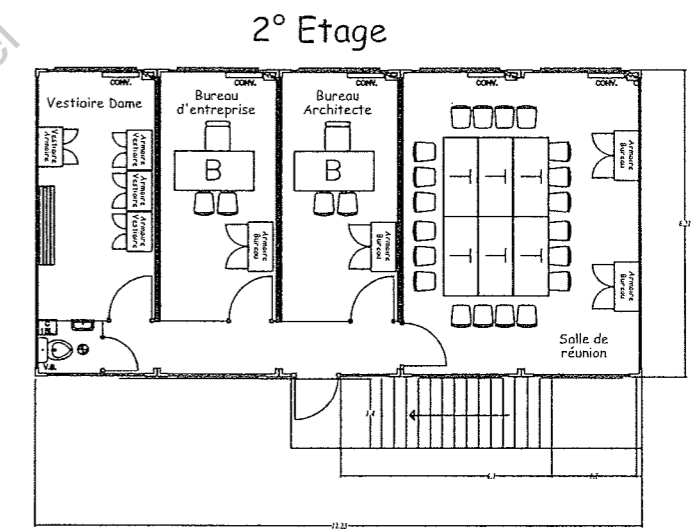 2° Etage
CONV.
CONV.
CONV.
CONV.
CONV.
Vestiaire Dame
Bureau
d'entreprise
Bureau
Architecte
Vestiaire
Armoire
Armoire
Vestiaire
Armoire
Vestiaire
Armoire
Vestiaire
B
B
Armoire
Bureau
Armoire
Bureau
Armoire
Bureau
Armoire
Bureau
Salle de
réunion